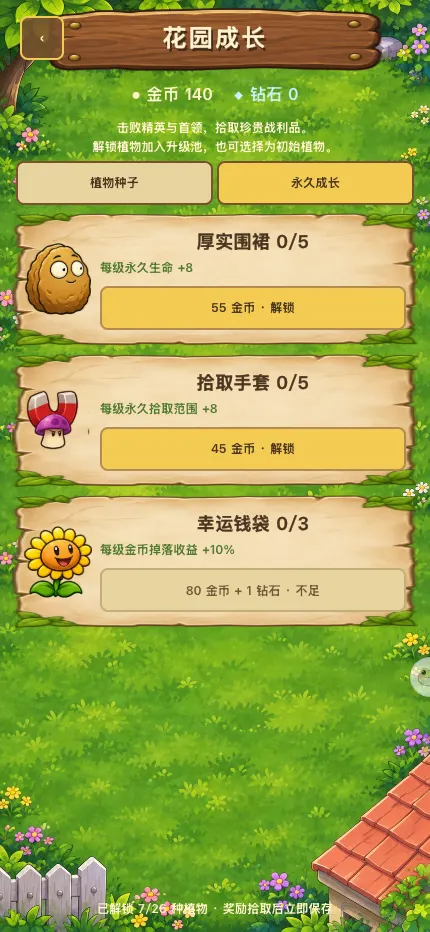 ‹
花园成长
● 金币 140 ◆ 钻石 0
击败精英与首领，拾取珍贵战利品。
解锁植物加入升级池，也可选择为初始植物。
植物种子
永久成长
厚实围裙 0/5
每级永久生命 +8
55 金币 · 解锁
拾取手套 0/5
每级永久拾取范围 +8
45 金币 · 解锁
幸运钱袋 0/3
每级金币掉落收益 +10%
80 金币 + 1 钻石 · 不足
已解锁 7/26 种植物 · 奖励拾取后立即保存